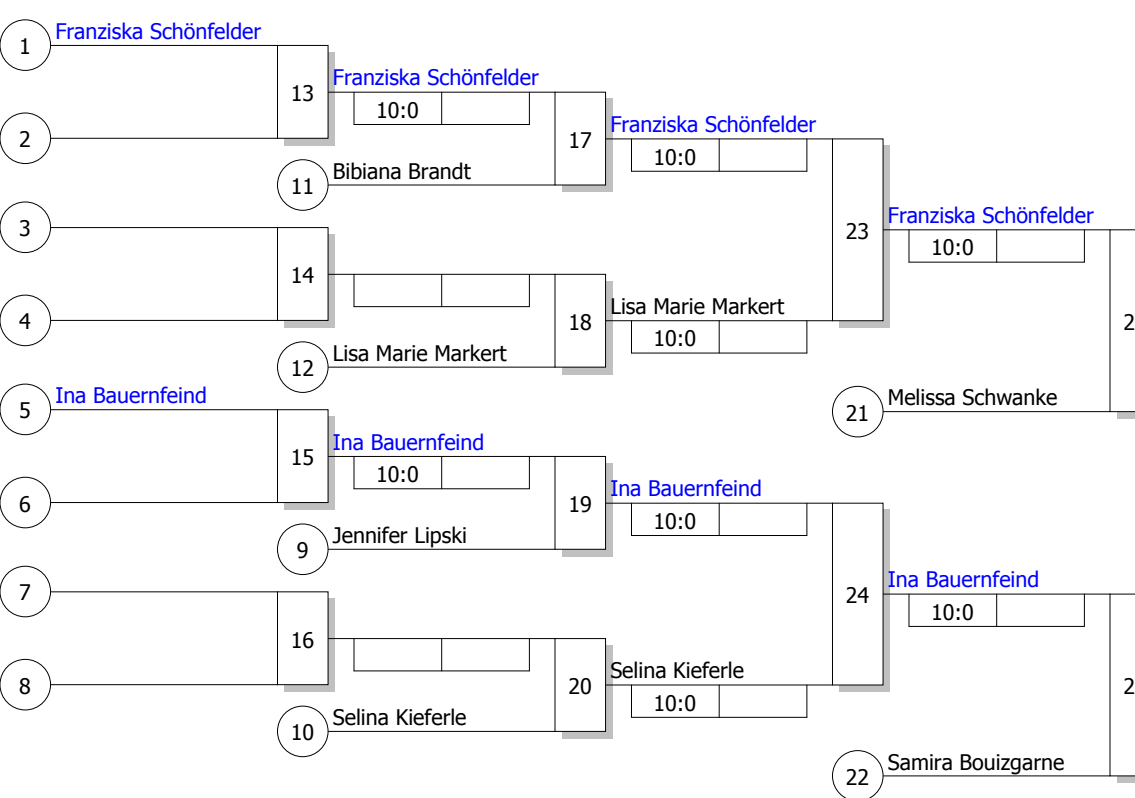 1 Franziska Schönfelder
13 Franziska Schönfelder
10:0
2
17 Franziska Schönfelder
10:0
11 Bibiana Brandt
3
23 Franziska Schönfelder
10:0
14
4
18 Lisa Marie Markert
10:0
12 Lisa Marie Markert
2
5 Ina Bauernfeind
21 Melissa Schwanke
15 Ina Bauernfeind
10:0
6
19 Ina Bauernfeind
10:0
9 Jennifer Lipski
7
24 Ina Bauernfeind
10:0
16
8
20 Selina Kieferle
10:0
10 Selina Kieferle
2
22 Samira Bouizgarne